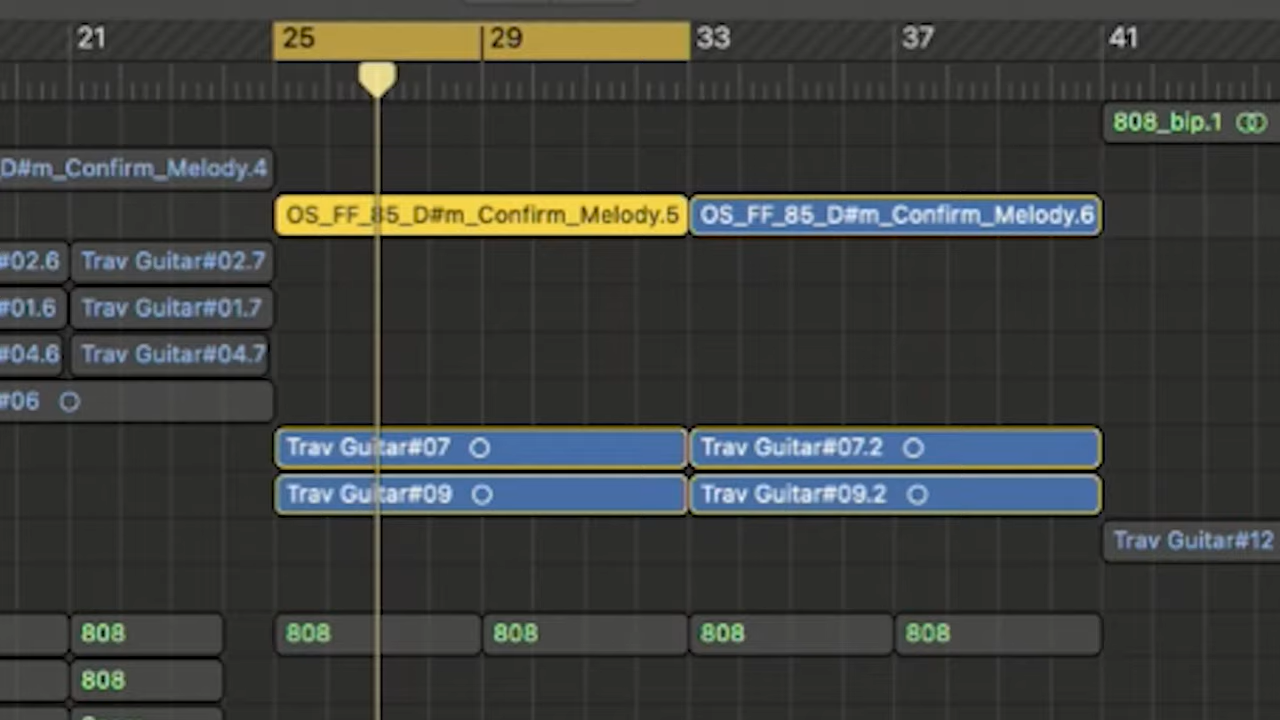 21 25 29 33 37 41
808_bip.1
D#m_Confirm_Melody.4
OS_FF_85_D#m_Confirm_Melody.5 OS_FF_85_D#m_Confirm_Melody.6
#02.6 Trav Guitar#02.7
#01.6 Trav Guitar#01.7
#04.6 Trav Guitar#04.7
#06
Trav Guitar#07 Trav Guitar#07.2
Trav Guitar#09 Trav Guitar#09.2
Trav Guitar#12
808 808 808 808 808
808